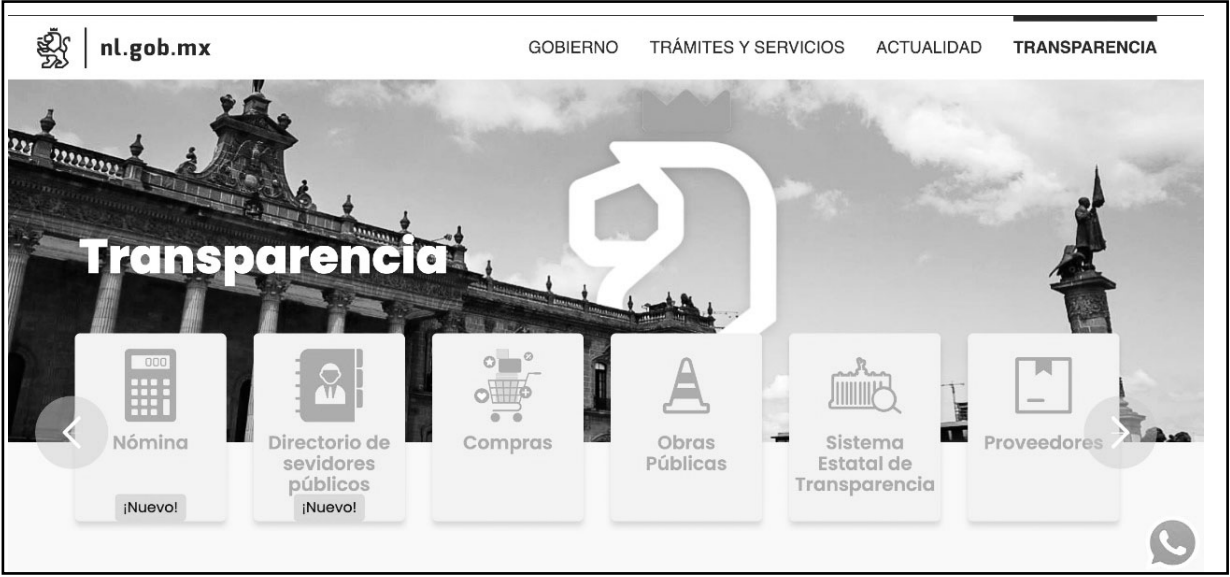 nl.gob.mx
GOBIERNO TRÁMITES Y SERVICIOS ACTUALIDAD TRANSPARENCIA
Transparencia
000
Nómina
¡Nuevo!
Directorio de
sevidores
públicos
¡Nuevo!
Compras
Obras
Públicas
Sistema
Estatal de
Transparencia
Proveedores